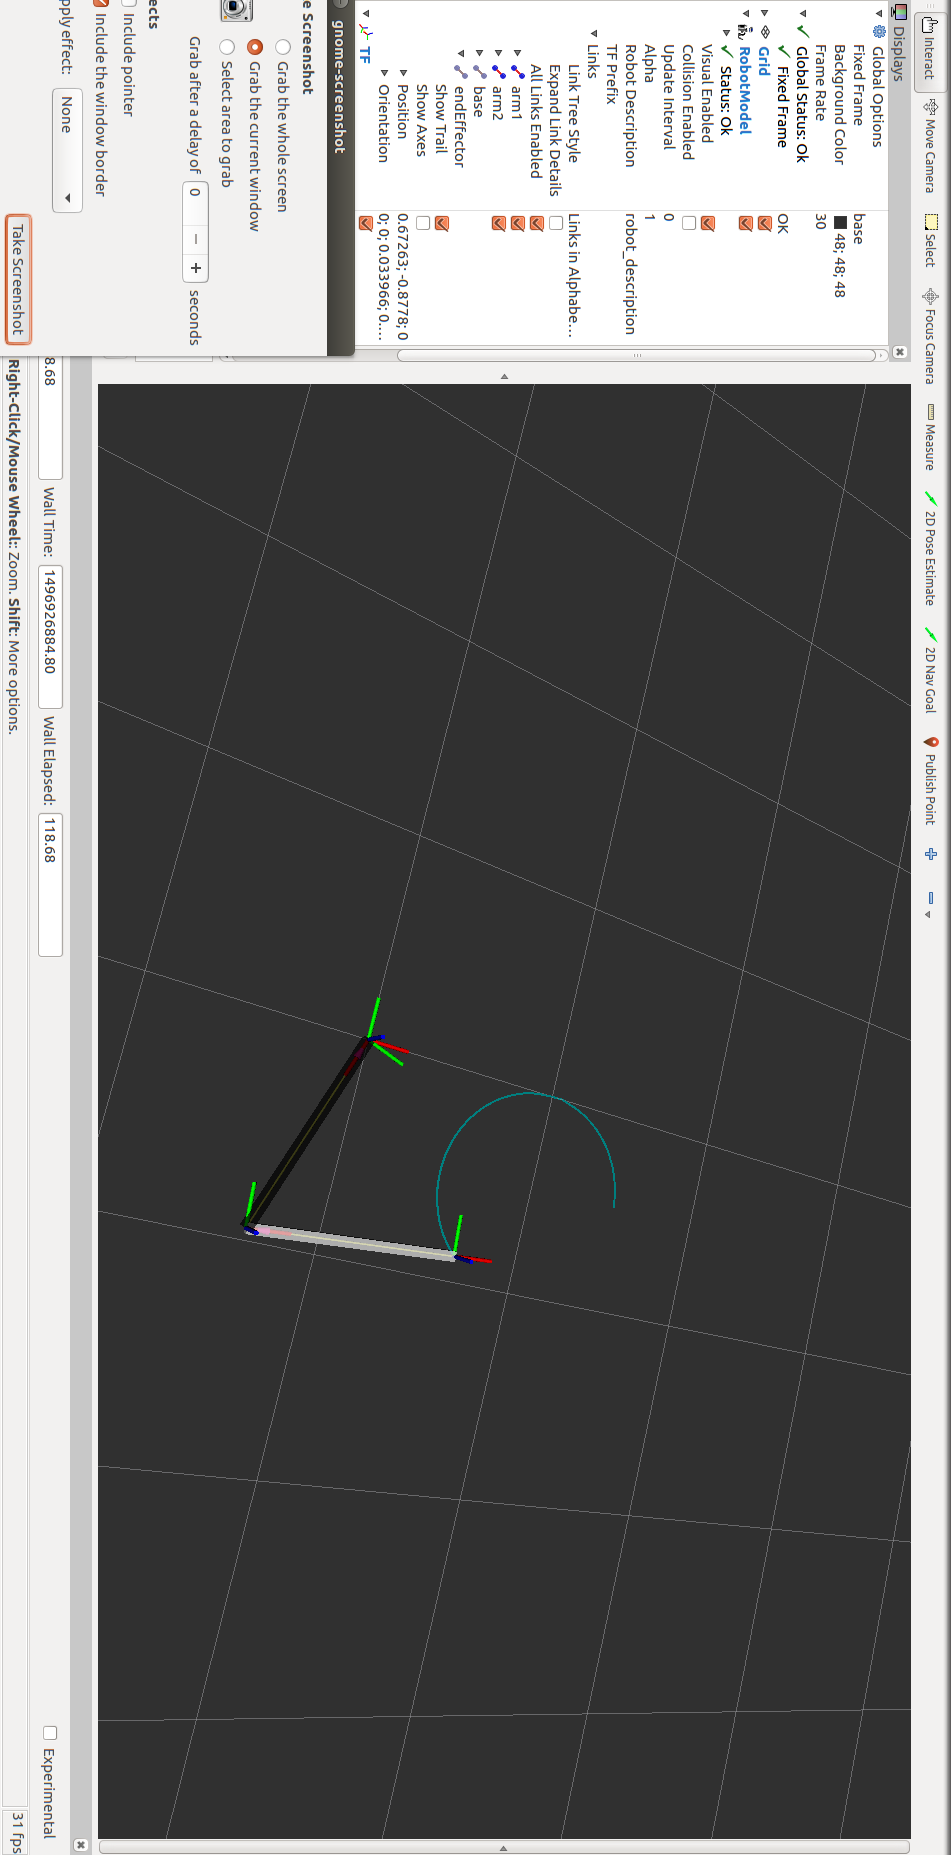 Interact Move Camera Select Focus Camera Measure 2D Pose Estimate 2D Nav Goal Publish Point
Displays
Global Options
Fixed Frame base
Background Color 48; 48; 48
Frame Rate 30
Global Status: Ok
Fixed Frame OK
Grid
RobotModel
Status: Ok
Visual Enabled
Collision Enabled
Update Interval 0
Alpha 1
Robot Description robot_description
TF Prefix
Links
Link Tree Style Links in Alphabe...
Expand Link Details
All Links Enabled
arm1
arm2
base
endEffector
Show Trail
Show Axes
Position 0.67263; -0.8778; 0
Orientation 0; 0; 0.033966; 0....
TF
gnome-screenshot
e Screenshot
Grab the whole screen
Grab the current window
Select area to grab
Grab after a delay of 0 − + seconds
ects
Include pointer
Include the window border
pply effect: None
Take Screenshot
8.68 Wall Time: 1496926884.80 Wall Elapsed: 118.68 Experimental
Right-Click/Mouse Wheel:: Zoom. Shift: More options. 31 fps